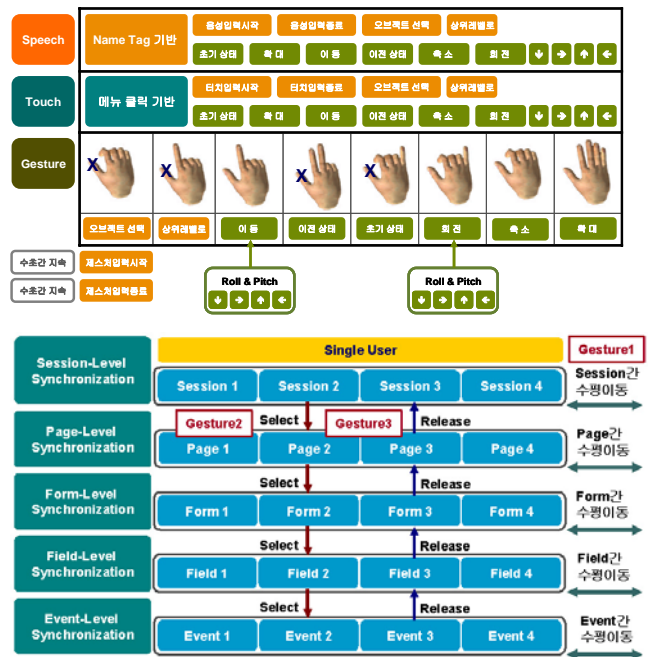 Speech
Name Tag 기반
음성입력시작 음성입력종료 오브젝트 선택 상위레벨로
초기 상태 확 대 이 동 이전 상태 축 소 회 전
Touch
메뉴 클릭 기반
터치입력시작 터치입력종료 오브젝트 선택 상위레벨로
초기 상태 확 대 이 동 이전 상태 축 소 회 전
Gesture
X X X X
오브젝트 선택 상위레벨로 이 동 이전 상태 초기 상태 회 전 축 소 확 대
수초간 지속 제스처입력시작
수초간 지속 제스처입력종료
Roll & Pitch Roll & Pitch
Single User
Gesture1
Session-Level
Synchronization
Session 1 Session 2 Session 3 Session 4
Session간
수평이동
Select Release
Gesture2 Gesture3
Page-Level
Synchronization
Page 1 Page 2 Page 3 Page 4
Page간
수평이동
Select Release
Form-Level
Synchronization
Form 1 Form 2 Form 3 Form 4
Form간
수평이동
Select Release
Field-Level
Synchronization
Field 1 Field 2 Field 3 Field 4
Field간
수평이동
Select Release
Event-Level
Synchronization
Event 1 Event 2 Event 3 Event 4
Event간
수평이동